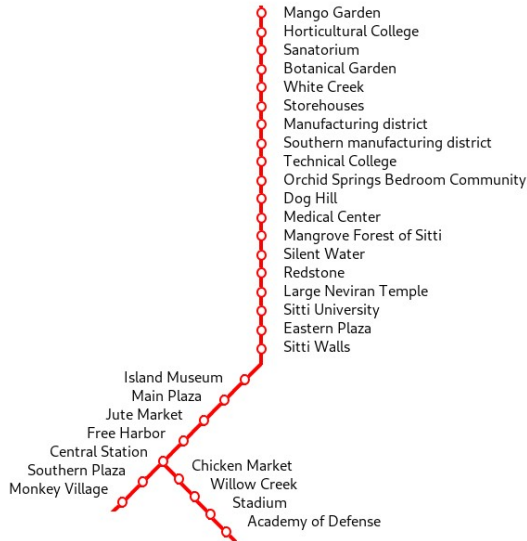 Mango Garden
Horticultural College
Sanatorium
Botanical Garden
White Creek
Storehouses
Manufacturing district
Southern manufacturing district
Technical College
Orchid Springs Bedroom Community
Dog Hill
Medical Center
Mangrove Forest of Sitti
Silent Water
Redstone
Large Neviran Temple
Sitti University
Eastern Plaza
Sitti Walls
Island Museum
Main Plaza
Jute Market
Free Harbor
Central Station
Southern Plaza
Monkey Village
Chicken Market
Willow Creek
Stadium
Academy of Defense